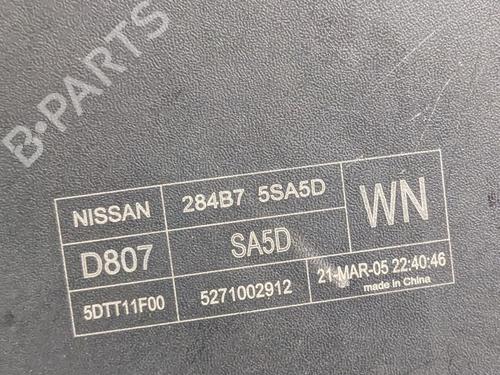 B-PARTS
NISSAN 284B7 5SA5D WN
D807 SA5D
5DTT11F00 5271002912 21-MAR-05 22:40:46
made in China